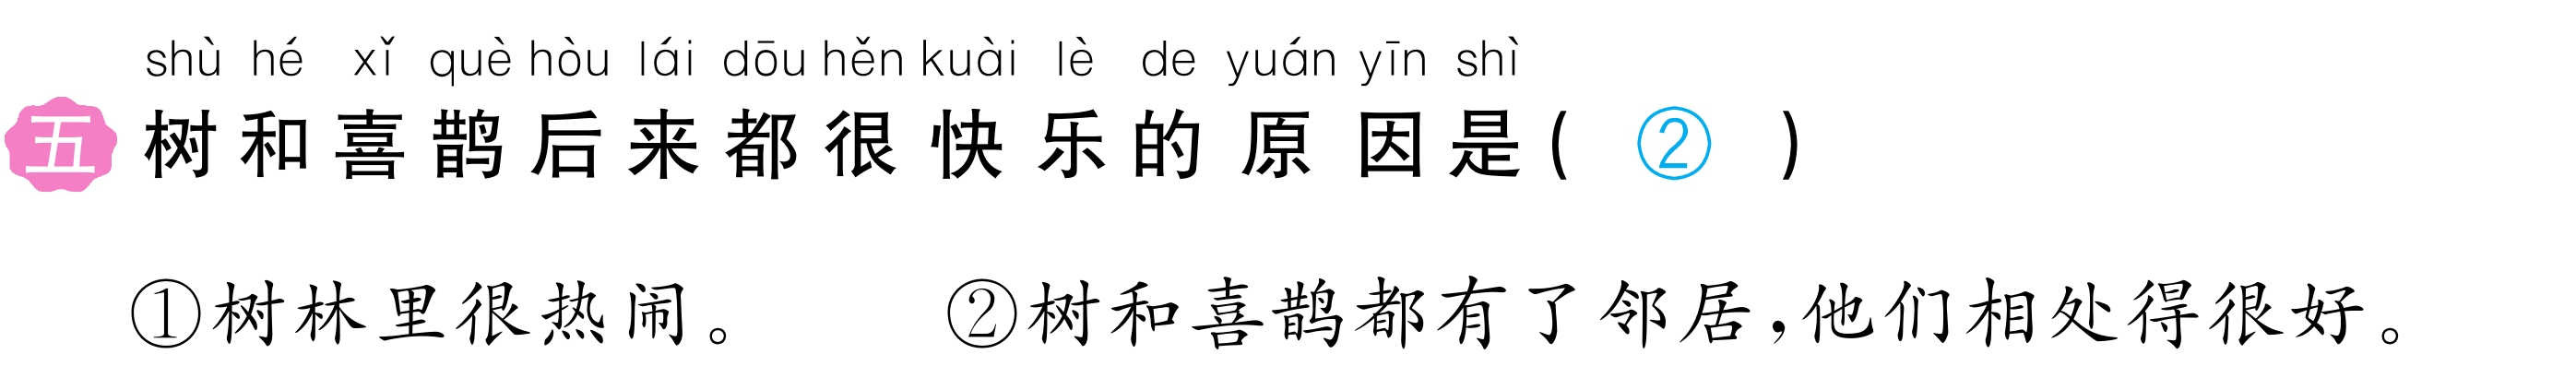 shù hé xǐ què hòu lái dōu hěn kuài lè de yuán yīn shì
五 树和喜鹊后来都很快乐的原因是( ② )
①树林里很热闹。 ②树和喜鹊都有了邻居,他们相处得很好。